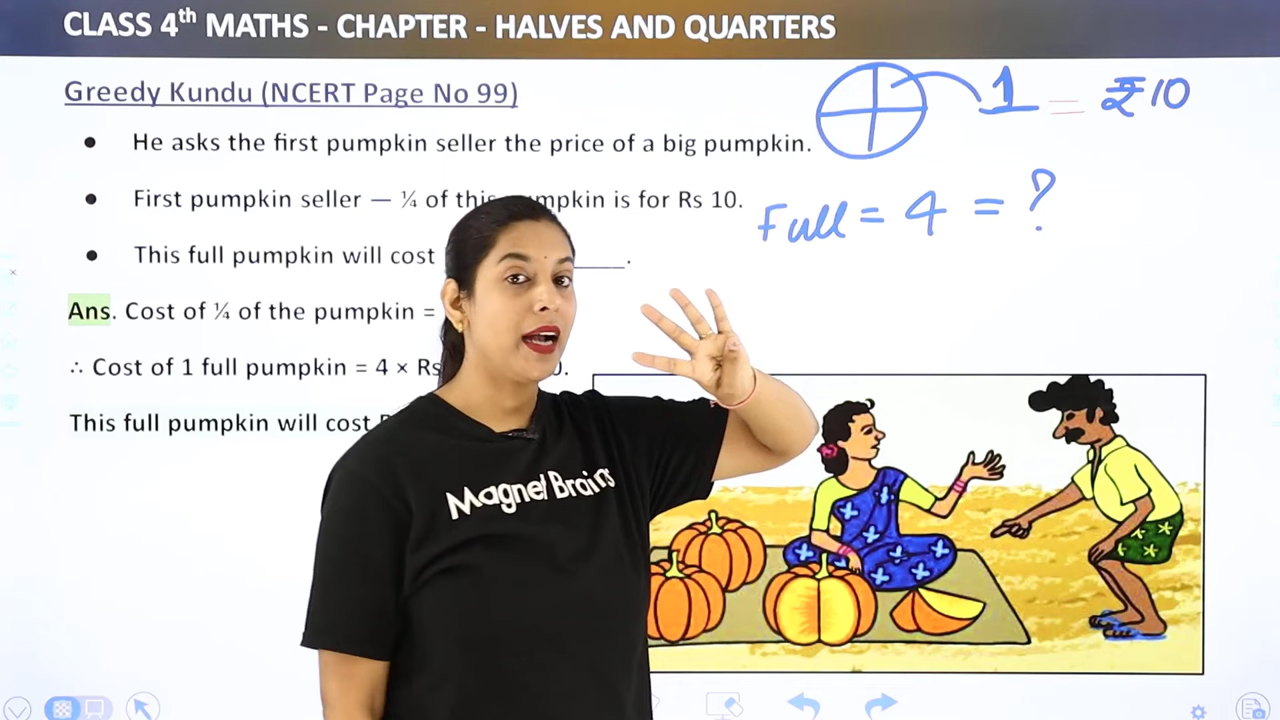 CLASS 4th MATHS - CHAPTER - HALVES AND QUARTERS
Greedy Kundu (NCERT Page No 99)
1 = ₹10
● He asks the first pumpkin seller the price of a big pumpkin.
● First pumpkin seller — ¼ of this pumpkin is for Rs 10.
Full = 4 = ?
● This full pumpkin will cost _____.
Ans. Cost of ¼ of the pumpkin =
∴ Cost of 1 full pumpkin = 4 × Rs 0.
This full pumpkin will cost
Magnet Brains